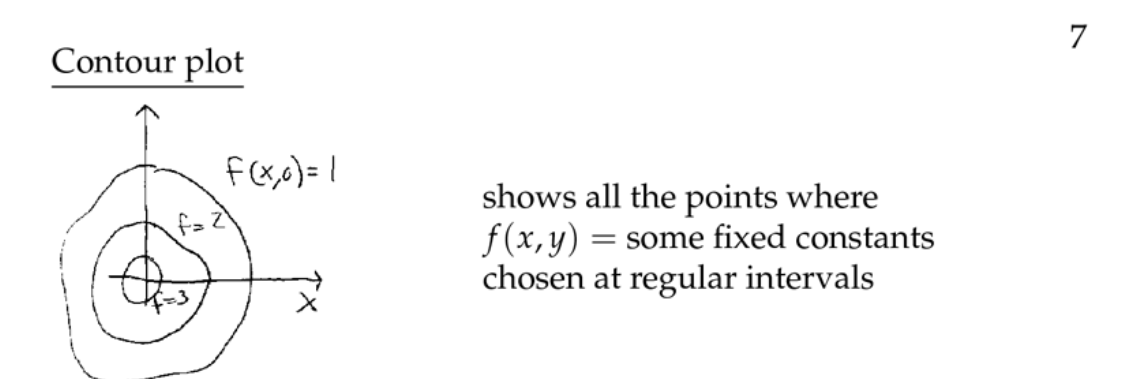 7
Contour plot
f(x,0)=1
f=2
f=3
x
shows all the points where
f(x, y) = some fixed constants
chosen at regular intervals